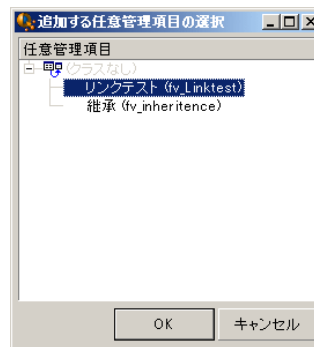 追加する任意管理項目の選択
任意管理項目
(クラスなし)
リンクテスト (fv_Linktest)
継承 (fv_inheritence)
OK
キャンセル